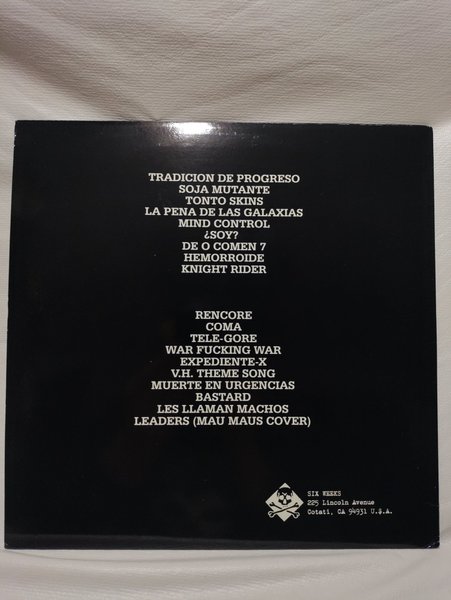 TRADICION DE PROGRESO
SOJA MUTANTE
TONTO SKINS
LA PENA DE LAS GALAXIAS
MIND CONTROL
¿SOY?
DE O COMEN 7
HEMORROIDE
KNIGHT RIDER
RENCORE
COMA
TELE-GORE
WAR FUCKING WAR
EXPEDIENTE-X
V.H. THEME SONG
MUERTE EN URGENCIAS
BASTARD
LES LLAMAN MACHOS
LEADERS (MAU MAUS COVER)
SIX WEEKS
225 Lincoln Avenue
Cotati, CA 94931 U.S.A.